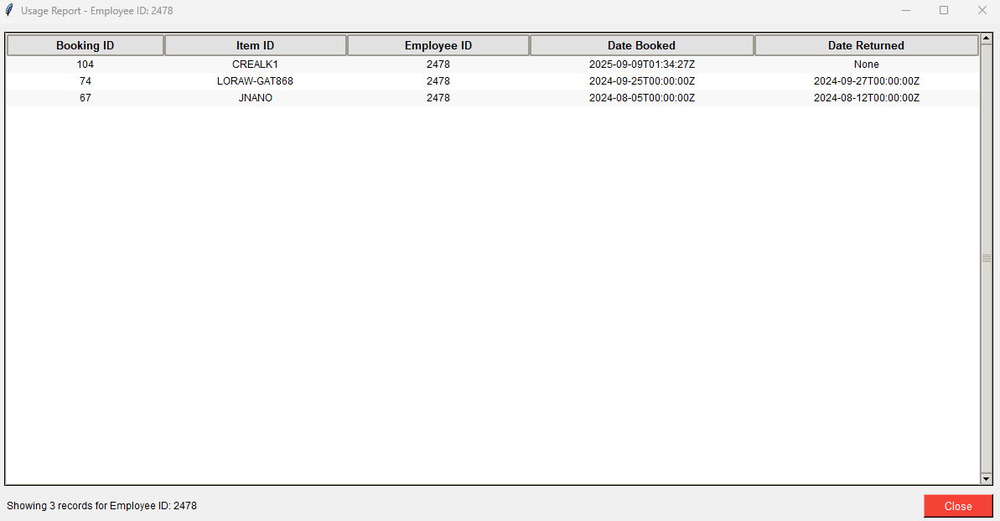 Usage Report - Employee ID: 2478
Booking ID Item ID Employee ID Date Booked Date Returned
104 CREALK1 2478 2025-09-09T01:34:27Z None
74 LORAW-GAT868 2478 2024-09-25T00:00:00Z 2024-09-27T00:00:00Z
67 JNANO 2478 2024-08-05T00:00:00Z 2024-08-12T00:00:00Z
Showing 3 records for Employee ID: 2478 Close